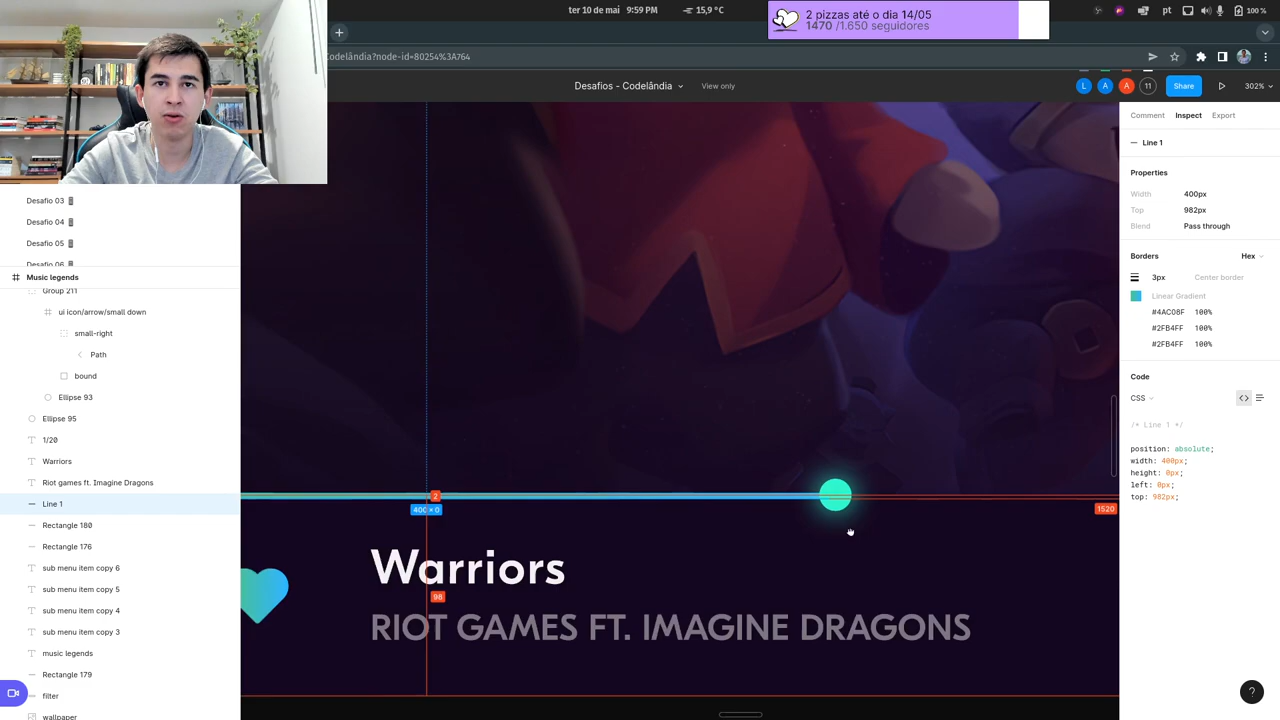 ter 10 de mai 9:59 PM 15,9 °C
pt 100 %
2 pizzas até o dia 14/05
1470 /1.650 seguidores
odelândia?node-id=80254%3A764
Desafios - Codelândia View only
L A A 11 Share 302%
Desafio 03
Desafio 04
Desafio 05
Desafio 06
Music legends
Group 211
ui icon/arrow/small down
small-right
Path
bound
Ellipse 93
Ellipse 95
1/20
Warriors
Riot games ft. Imagine Dragons
Line 1
Rectangle 180
Rectangle 176
sub menu item copy 6
sub menu item copy 5
sub menu item copy 4
sub menu item copy 3
music legends
Rectangle 179
filter
wallpaper
2
400 × 0
1520
Warriors
98
RIOT GAMES FT. IMAGINE DRAGONS
Comment Inspect Export
Line 1
Properties
Width 400px
Top 982px
Blend Pass through
Borders Hex
3px Center border
Linear Gradient
#4AC08F 100%
#2FB4FF 100%
#2FB4FF 100%
Code
CSS
/* Line 1 */
position: absolute;
width: 400px;
height: 0px;
left: 0px;
top: 982px;
?